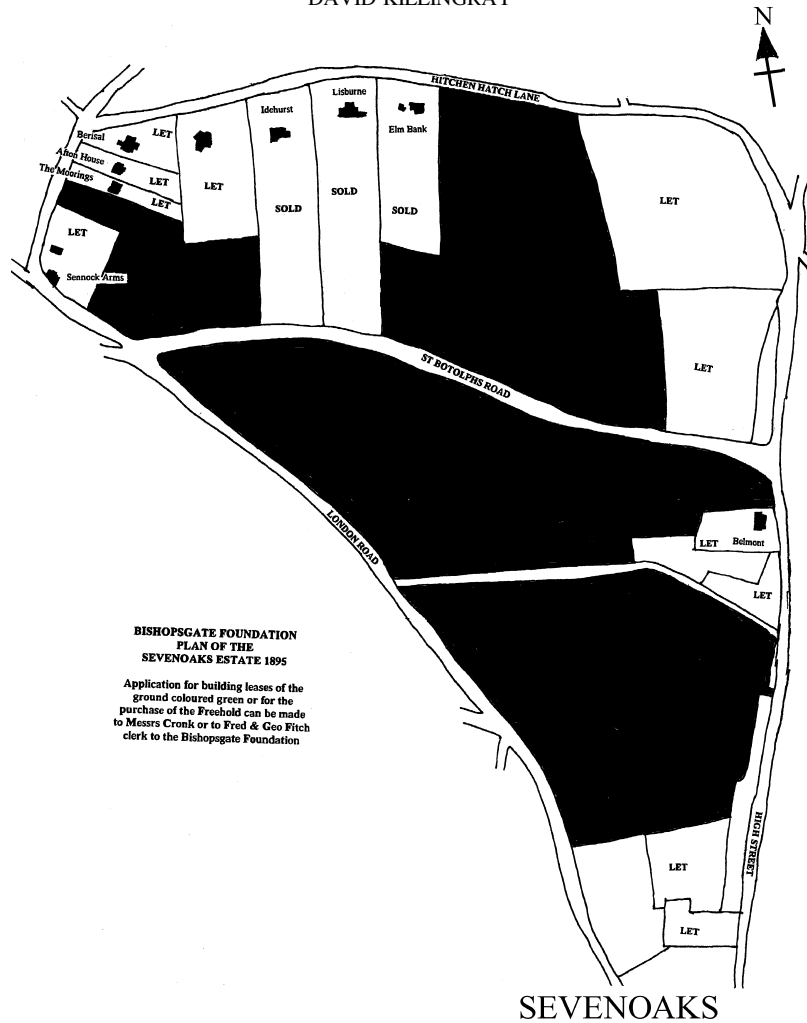 DAVID KILLINGRAY
N
HITCHEN HATCH LANE
Lisburne
Idehurst
Elm Bank
Berisal
LET
Afton House
The Moorings
LET
LET
LET
SOLD
SOLD
SOLD
LET
LET
Sennock Arms
ST BOTOLPHS ROAD
LET
LONDON ROAD
LET Belmont
LET
BISHOPSGATE FOUNDATION
PLAN OF THE
SEVENOAKS ESTATE 1895
Application for building leases of the
ground coloured green or for the
purchase of the Freehold can be made
to Messrs Cronk or to Fred & Geo Fitch
clerk to the Bishopsgate Foundation
HIGH STREET
LET
LET
SEVENOAKS